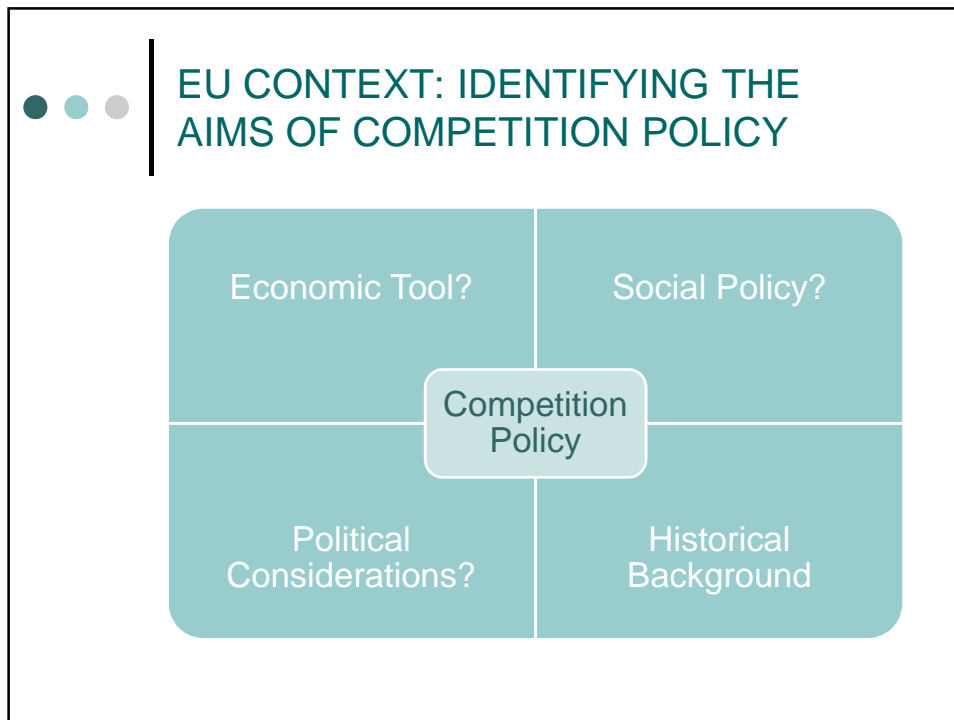 EU CONTEXT: IDENTIFYING THE
AIMS OF COMPETITION POLICY
Economic Tool?
Social Policy?
Competition
Policy
Political
Considerations?
Historical
Background